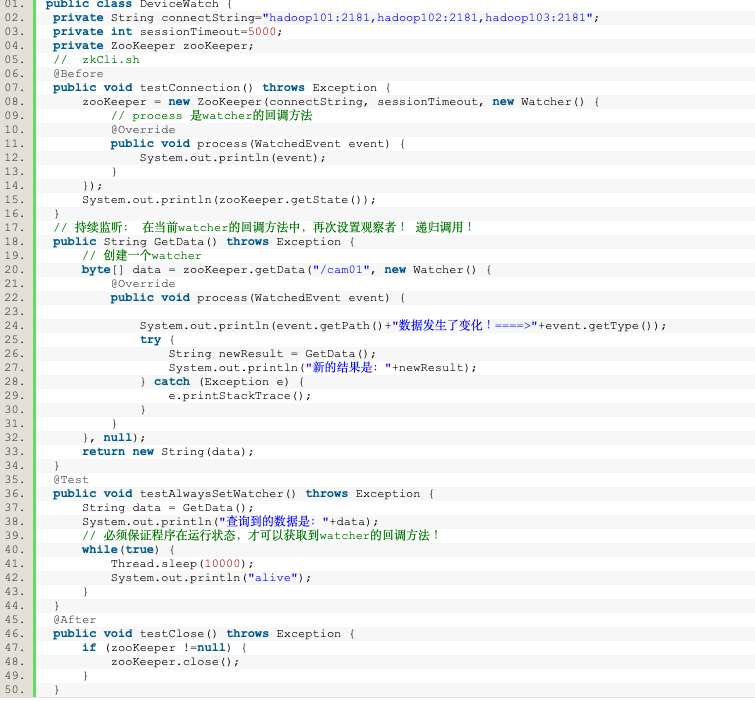 01. public class DeviceWatch {
02. private String connectString="hadoop101:2181,hadoop102:2181,hadoop103:2181";
03. private int sessionTimeout=5000;
04. private ZooKeeper zooKeeper;
05. //  zkCli.sh
06. @Before
07. public void testConnection() throws Exception {
08.     zooKeeper = new ZooKeeper(connectString, sessionTimeout, new Watcher() {
09.         // process 是watcher的回调方法
10.         @Override
11.         public void process(WatchedEvent event) {
12.             System.out.println(event);
13.         }
14.     });
15.     System.out.println(zooKeeper.getState());
16. }
17. // 持续监听： 在当前watcher的回调方法中，再次设置观察者！ 递归调用！
18. public String GetData() throws Exception {
19.     // 创建一个watcher
20.     byte[] data = zooKeeper.getData("/cam01", new Watcher() {
21.         @Override
22.         public void process(WatchedEvent event) {
23.
24.             System.out.println(event.getPath()+"数据发生了变化！====>"+event.getType());
25.             try {
26.                 String newResult = GetData();
27.                 System.out.println("新的结果是："+newResult);
28.             } catch (Exception e) {
29.                 e.printStackTrace();
30.             }
31.         }
32.     }, null);
33.     return new String(data);
34. }
35. @Test
36. public void testAlwaysSetWatcher() throws Exception {
37.     String data = GetData();
38.     System.out.println("查询到的数据是："+data);
39.     // 必须保证程序在运行状态，才可以获取到watcher的回调方法！
40.     while(true) {
41.         Thread.sleep(10000);
42.         System.out.println("alive");
43.     }
44. }
45. @After
46. public void testClose() throws Exception {
47.     if (zooKeeper !=null) {
48.         zooKeeper.close();
49.     }
50. }